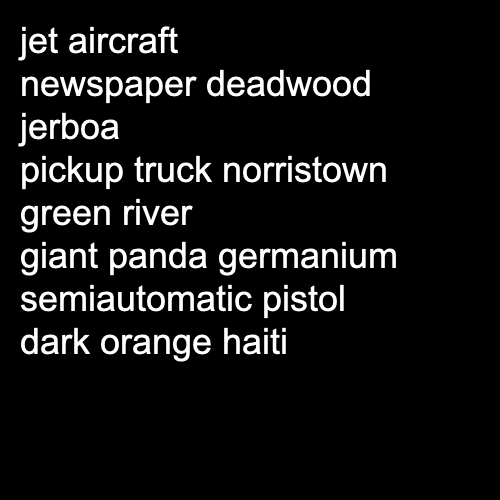 jet aircraft
newspaper deadwood
jerboa
pickup truck norristown
green river
giant panda germanium
semiautomatic pistol
dark orange haiti